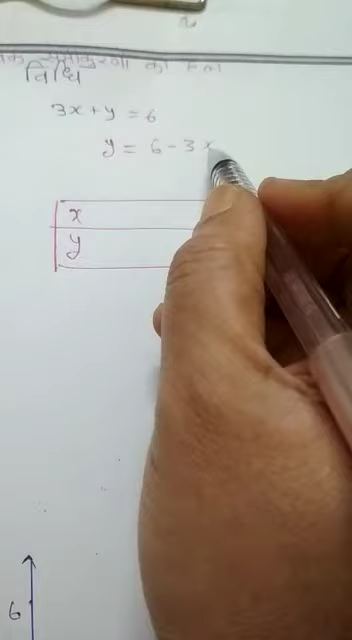 विधि
3x + y = 6
y = 6 - 3x
x
y
6